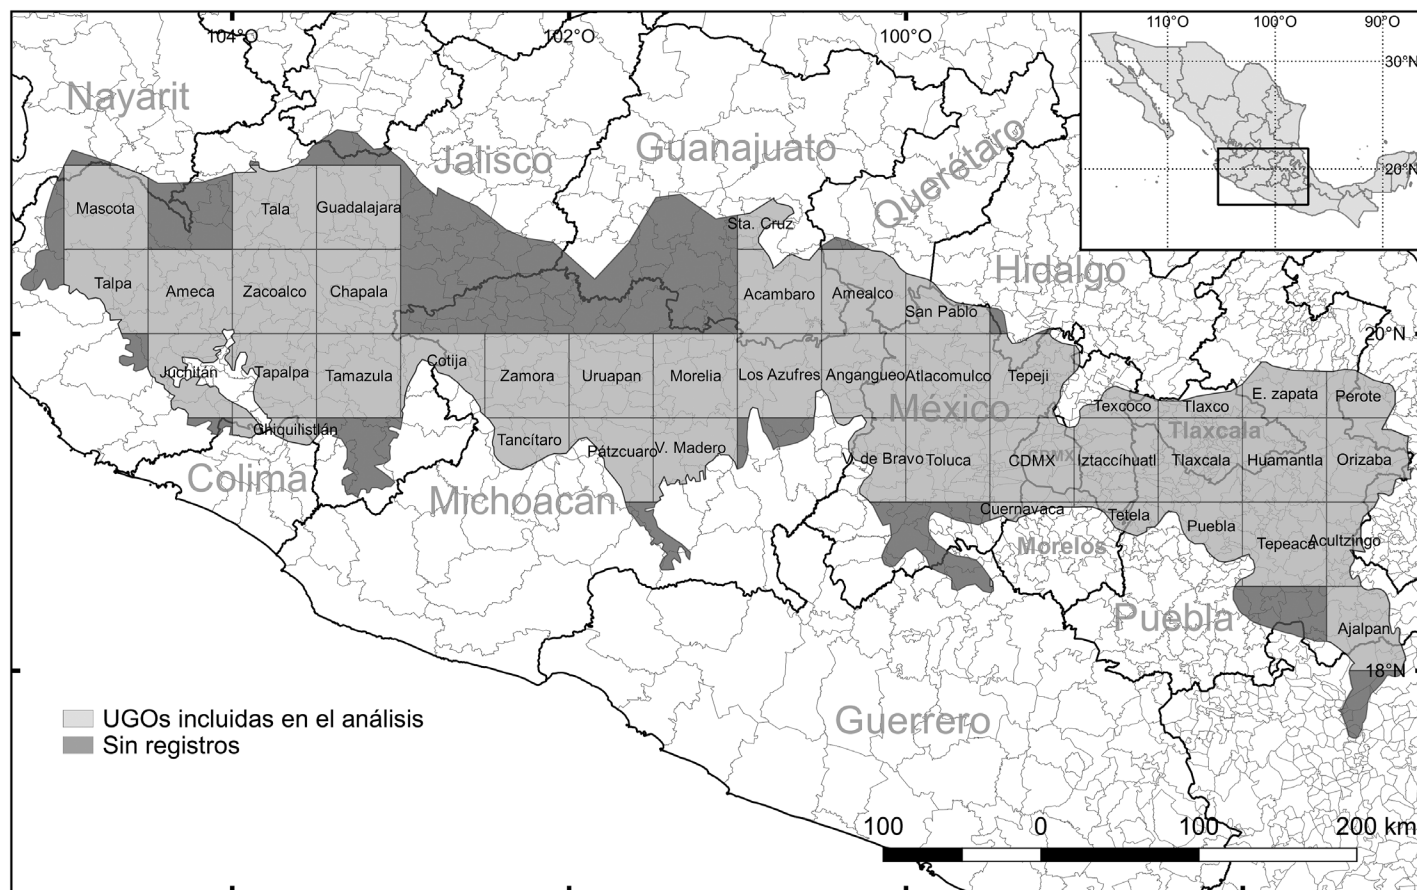 104°O
102°O
100°O
110°O
100°O
90°O
30°N
20°N
Nayarit
Jalisco
Guanajuato
Querétaro
Hidalgo
Mascota
Tala
Guadalajara
Sta. Cruz
Talpa
Ameca
Zacoalco
Chapala
Acambaro
Amealco
San Pablo
20°N
Juchitán
Tapalpa
Tamazula
Cotija
Zamora
Uruapan
Morelia
Los Azufres
Angangueo
Atlacomulco
Tepeji
México
Texcoco
Tlaxco
E. zapata
Perote
Tlaxcala
Chiquilistlán
Tancítaro
Pátzcuaro
V. Madero
V. de Bravo
Toluca
CDMX
CDMX
Iztaccíhuatl
Tlaxcala
Huamantla
Orizaba
Colima
Michoacán
Cuernavaca
Tetela
Puebla
Tepeaca
Acultzingo
Morelos
Puebla
Ajalpan
18°N
Guerrero
UGOs incluidas en el análisis
Sin registros
100
0
100
200 km